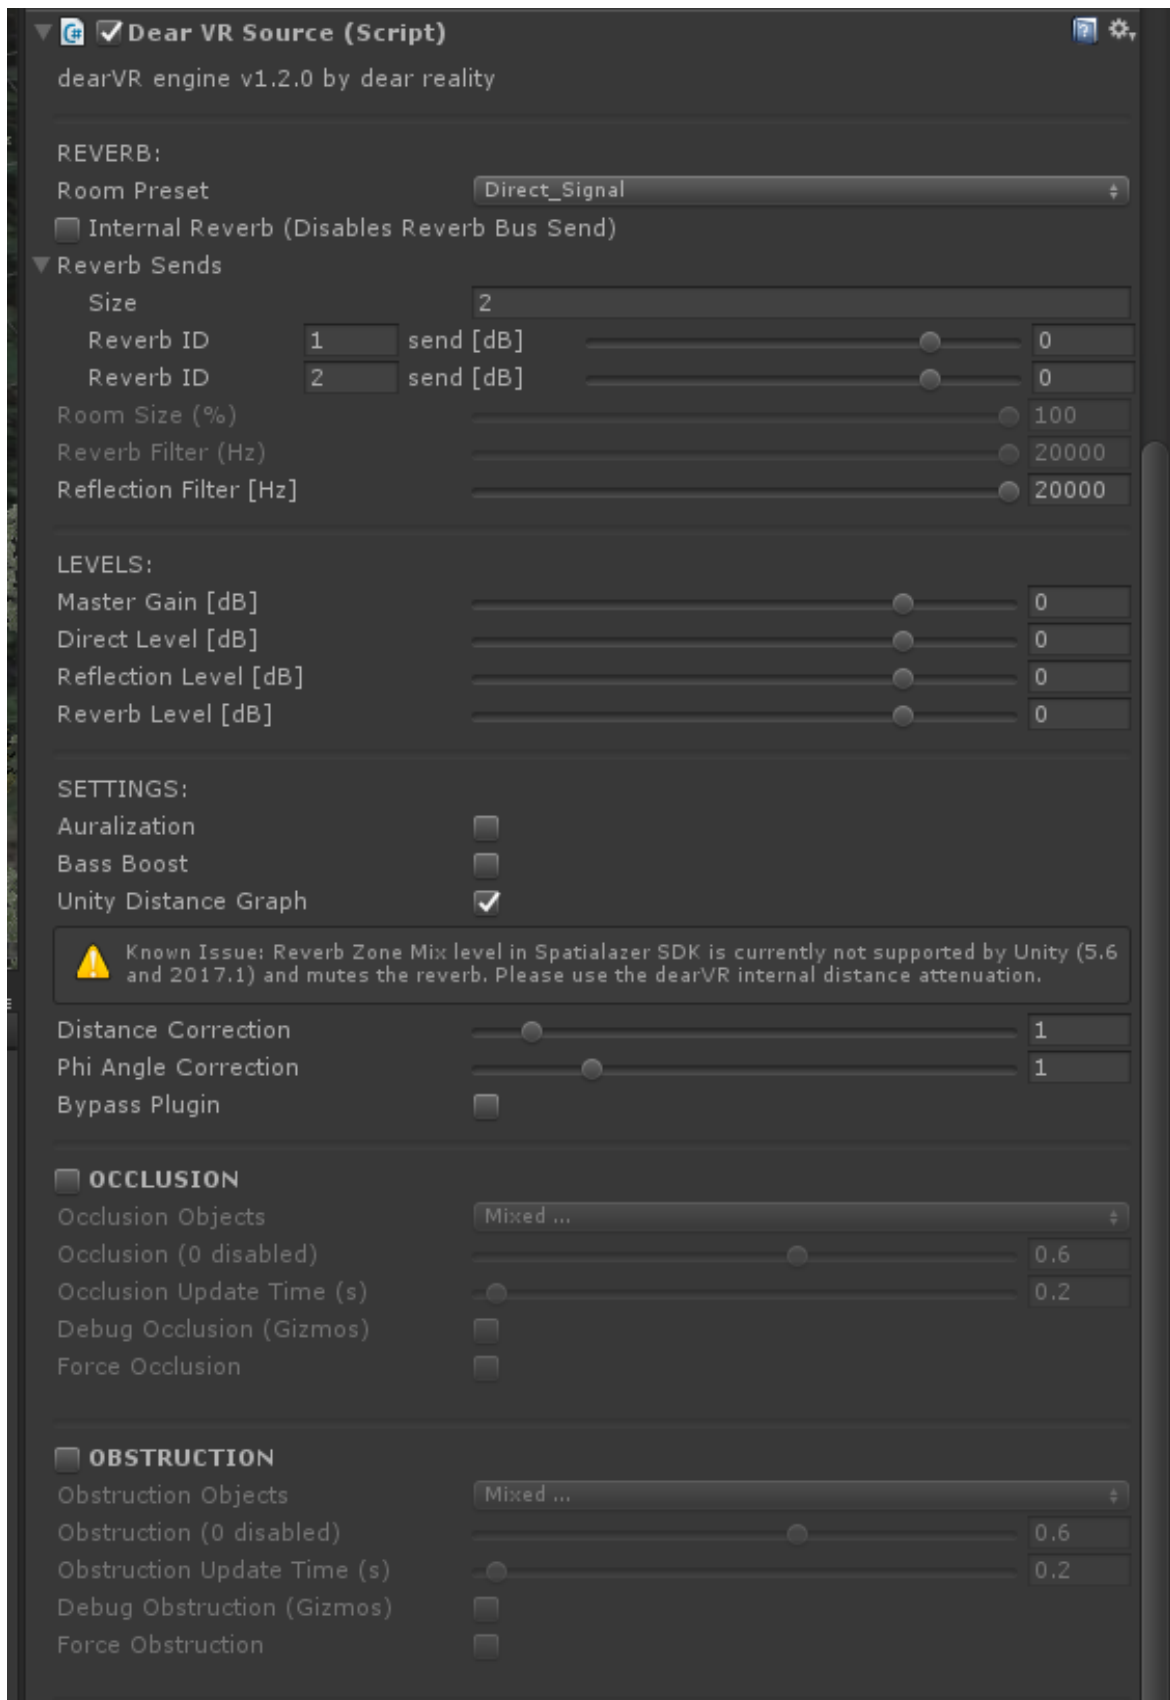 Dear VR Source (Script)
dearVR engine v1.2.0 by dear reality
REVERB:
Room Preset Direct_Signal
Internal Reverb (Disables Reverb Bus Send)
Reverb Sends
Size 2
Reverb ID 1 send [dB] 0
Reverb ID 2 send [dB] 0
Room Size (%) 100
Reverb Filter (Hz) 20000
Reflection Filter [Hz] 20000
LEVELS:
Master Gain [dB] 0
Direct Level [dB] 0
Reflection Level [dB] 0
Reverb Level [dB] 0
SETTINGS:
Auralization
Bass Boost
Unity Distance Graph
Known Issue: Reverb Zone Mix level in Spatialazer SDK is currently not supported by Unity (5.6
and 2017.1) and mutes the reverb. Please use the dearVR internal distance attenuation.
Distance Correction 1
Phi Angle Correction 1
Bypass Plugin
OCCLUSION
Occlusion Objects Mixed ...
Occlusion (0 disabled) 0.6
Occlusion Update Time (s) 0.2
Debug Occlusion (Gizmos)
Force Occlusion
OBSTRUCTION
Obstruction Objects Mixed ...
Obstruction (0 disabled) 0.6
Obstruction Update Time (s) 0.2
Debug Obstruction (Gizmos)
Force Obstruction